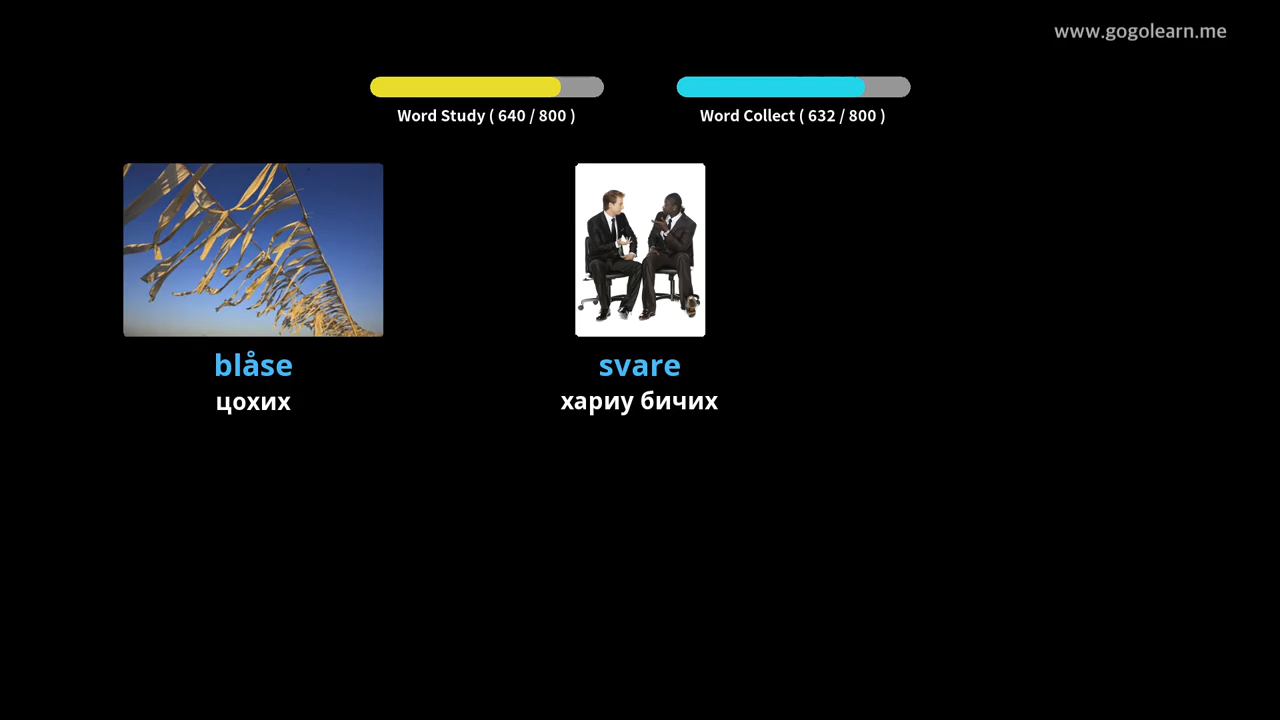 www.gogolearn.me
Word Study ( 640 / 800 )
Word Collect ( 632 / 800 )
blåse
цохих
svare
хариу бичих